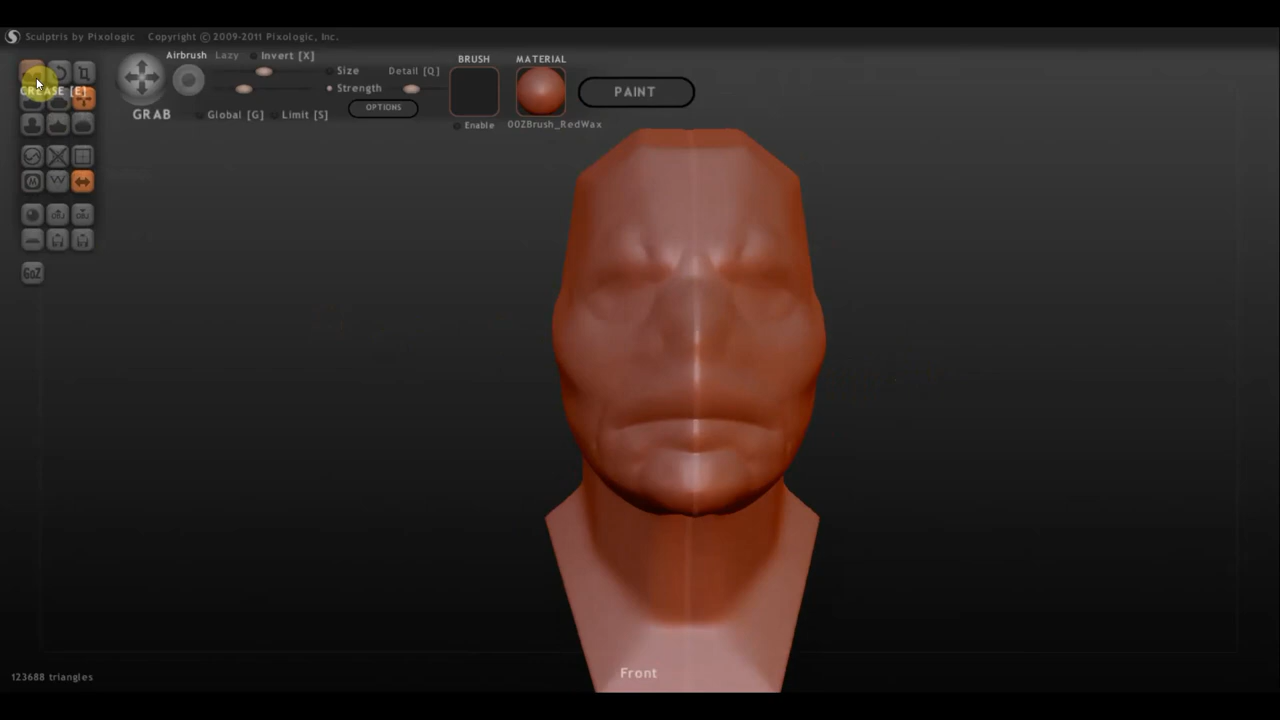 Sculptris by Pixologic   Copyright © 2009-2011 Pixologic, Inc.
Airbrush Lazy Invert [X]
BRUSH MATERIAL
Size Detail [Q]
CREASE [E]
Strength
PAINT
OPTIONS
GRAB Global [G] Limit [S]
Enable 00ZBrush_RedWax
GoZ
Front
123688 triangles